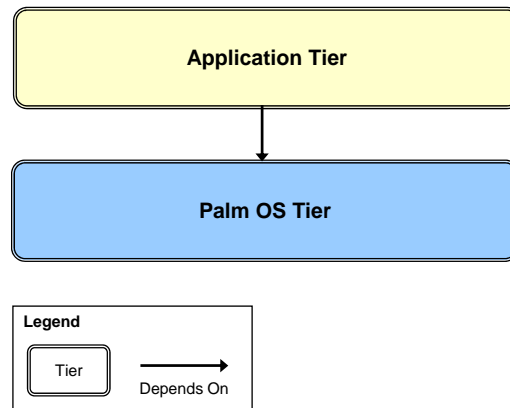 Application Tier
Palm OS Tier
Legend
Tier
Depends On